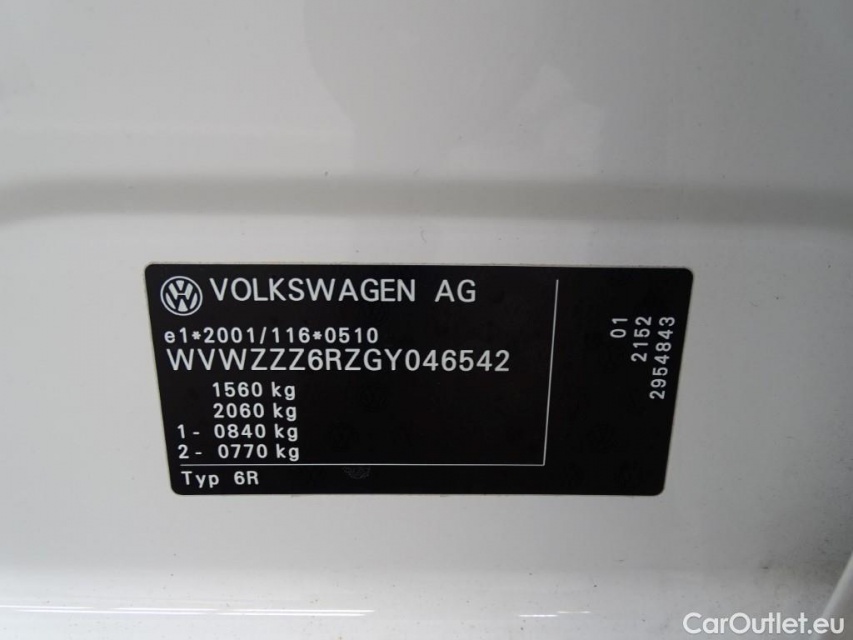 VOLKSWAGEN AG
e1*2001/116*0510
WVWZZZ6RZGY046542
1560 kg
2060 kg
1 - 0840 kg
2 - 0770 kg
Typ 6R
01
2152
2954843
CarOutlet.eu